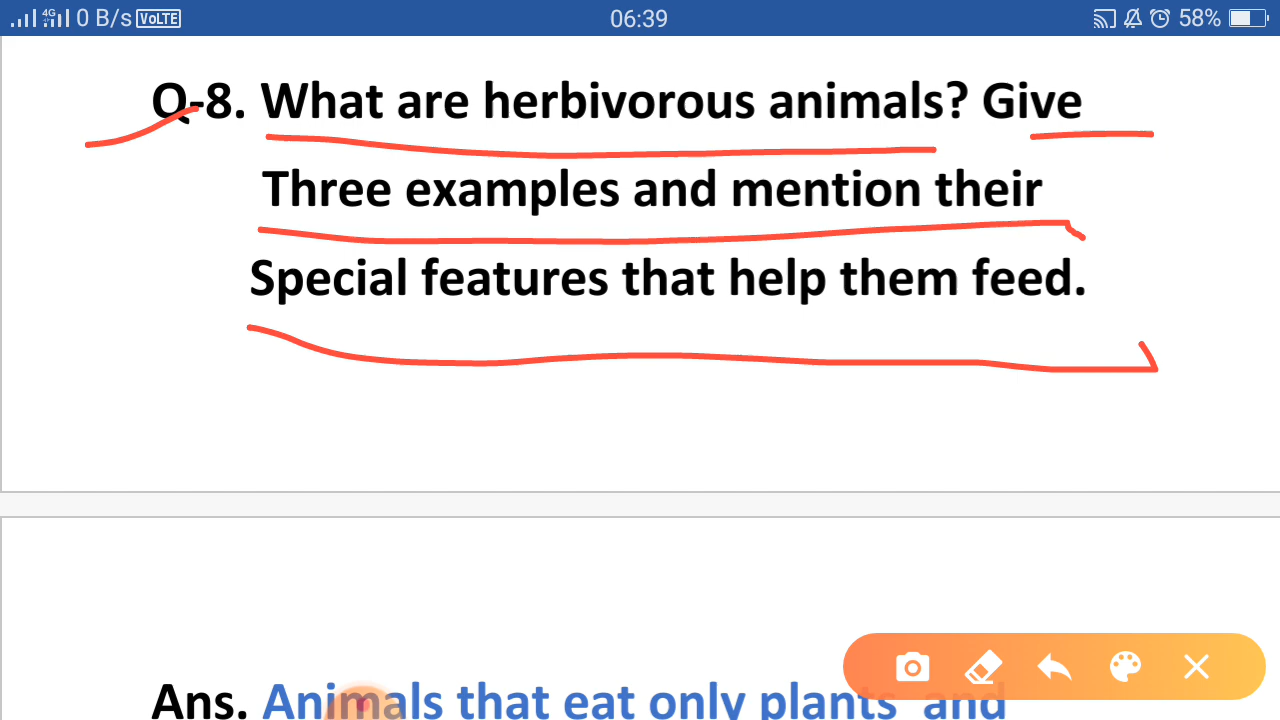 4G 0 B/s VoLTE 06:39 58%
Q-8. What are herbivorous animals? Give
Three examples and mention their
Special features that help them feed.
Ans. Animals that eat only plants and